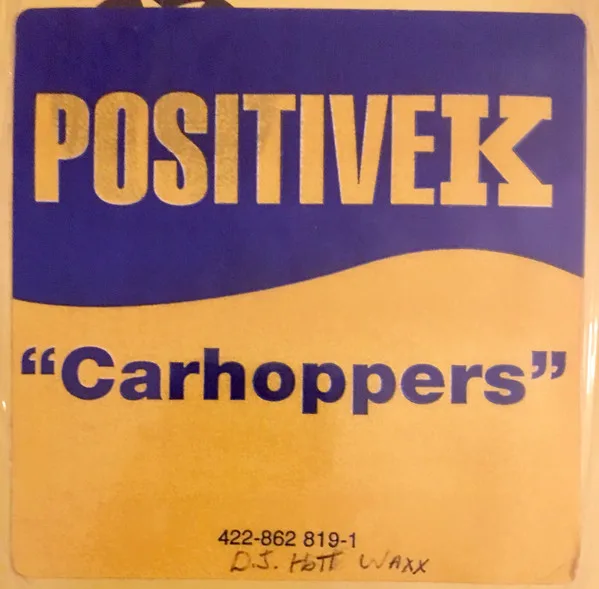 POSITIVE K
“Carhoppers”
422-862 819-1
D.J. HOTT WAXX